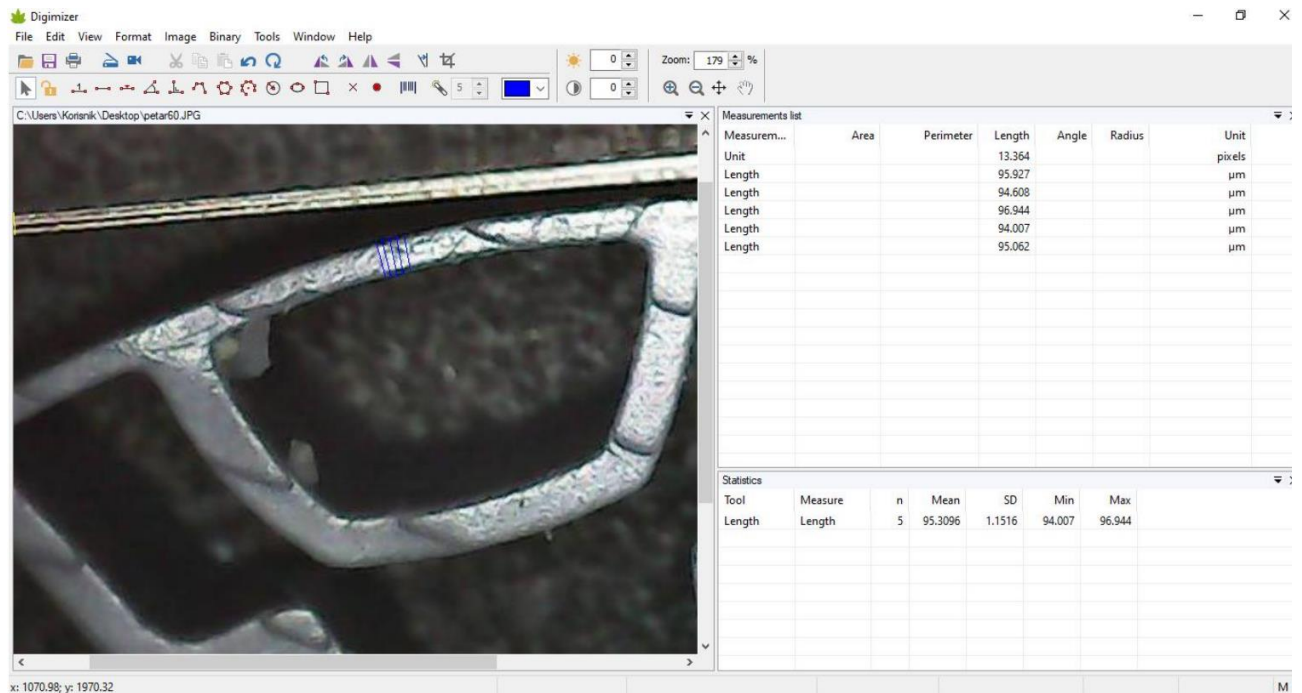 Digimizer
File Edit View Format Image Binary Tools Window Help
0 Zoom: 179 %
1 5 0
C:\Users\Korisnik\Desktop\petar60.JPG
Measurements list
Measurem... Area Perimeter Length Angle Radius Unit
Unit 13.364 pixels
Length 95.927 µm
Length 94.608 µm
Length 96.944 µm
Length 94.007 µm
Length 95.062 µm
Statistics
Tool Measure n Mean SD Min Max
Length Length 5 95.3096 1.1516 94.007 96.944
x: 1070.98; y: 1970.32 M